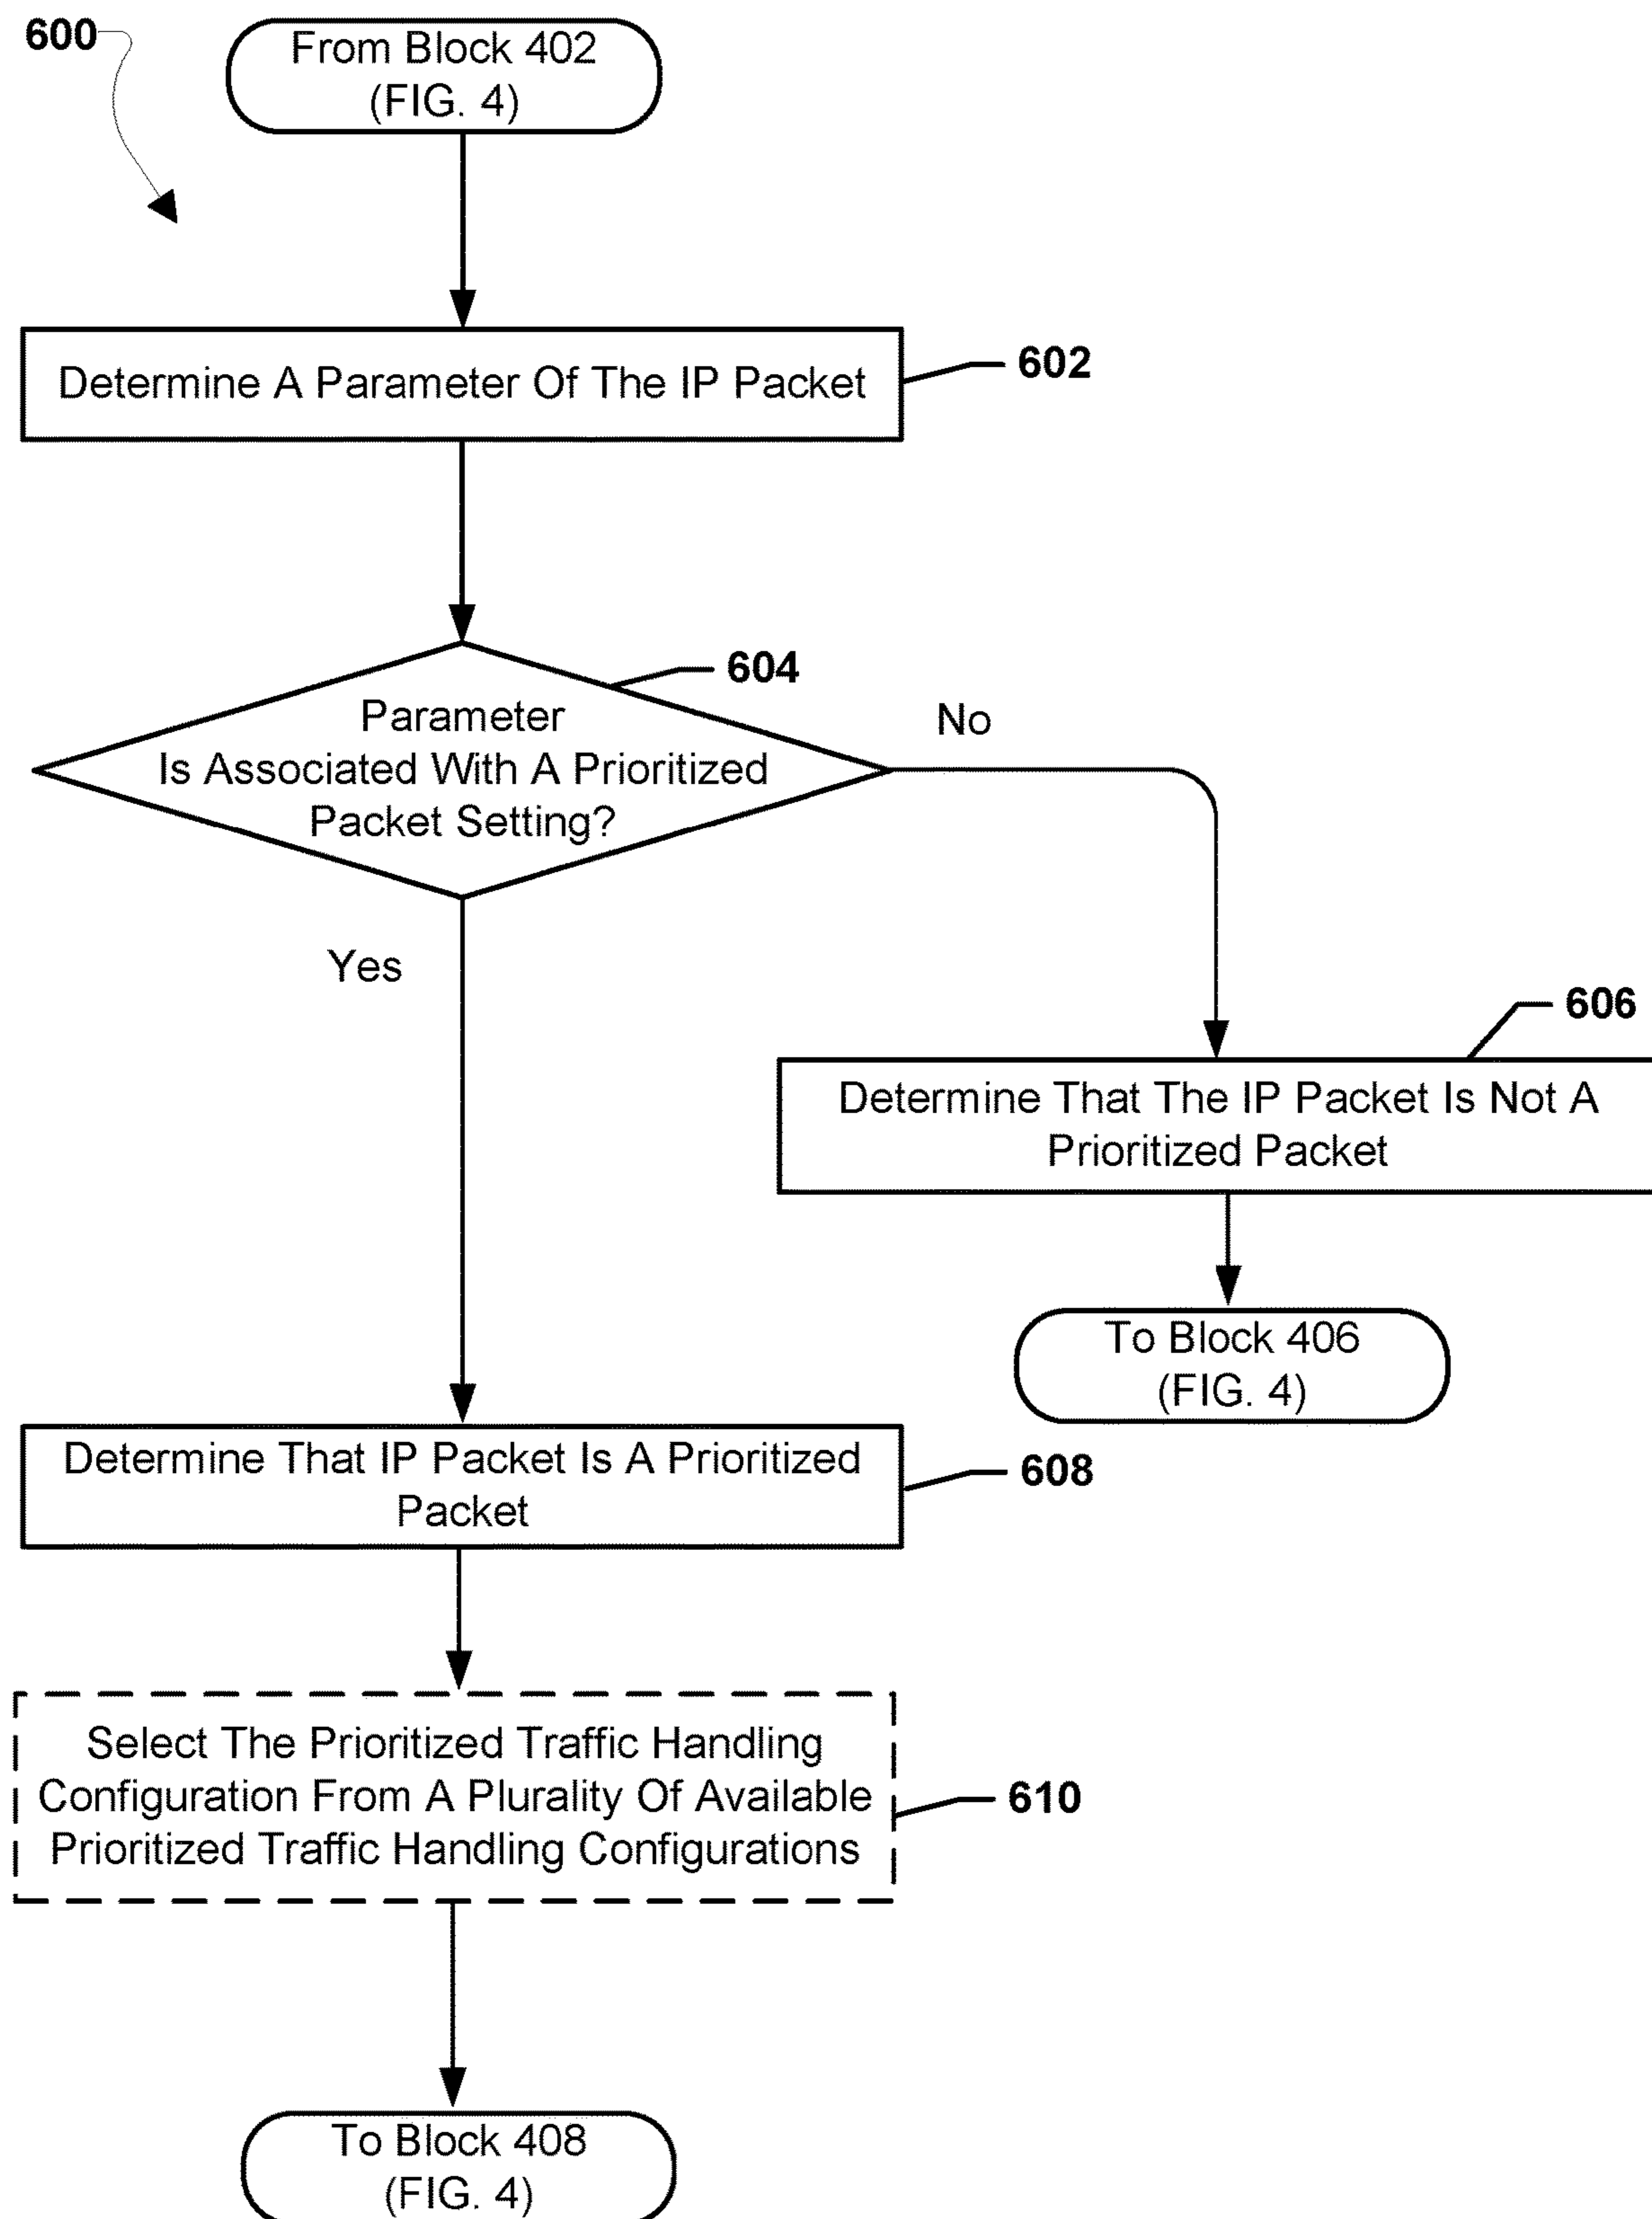 600
From Block 402
(FIG. 4)
Determine A Parameter Of The IP Packet
602
604
Parameter
Is Associated With A Prioritized
Packet Setting?
No
Yes
606
Determine That The IP Packet Is Not A
Prioritized Packet
To Block 406
(FIG. 4)
Determine That IP Packet Is A Prioritized
Packet
608
Select The Prioritized Traffic Handling
Configuration From A Plurality Of Available
Prioritized Traffic Handling Configurations
610
To Block 408
(FIG. 4)